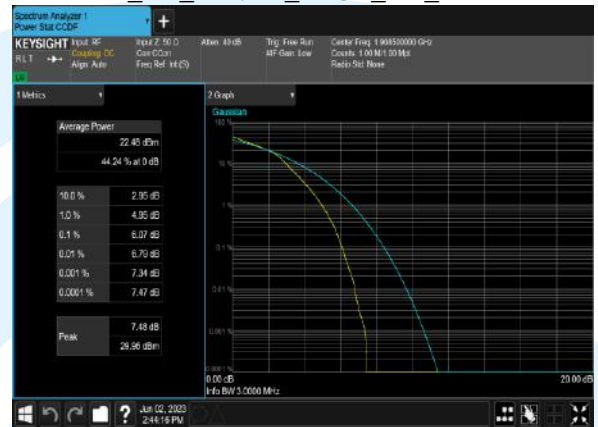 Spectrum Analyzer 1
Power Stat CCDF
KEYSIGHT Input: RF Input Z: 50 Ω Atten: 40 dB Trig: Free Run Center Freq: 1.908500000 GHz
RLT Coupling: DC Corr CCorr #IF Gain: Low Counts: 1.00 M/1.00 Mpt
Align: Auto Freq Ref: Int (S) Radio Std: None
1 Metrics
2 Graph
Gaussian
Average Power
22.48 dBm
44.24 % at 0 dB
10.0 % 2.95 dB
1.0 % 4.95 dB
0.1 % 6.07 dB
0.01 % 6.79 dB
0.001 % 7.34 dB
0.0001 % 7.47 dB
Peak 7.48 dB
29.96 dBm
100 %
10 %
1 %
0.1 %
0.01 %
0.001 %
0.0001 %
0.00 dB 20.00 dB
Info BW 3.0000 MHz
Jun 02, 2023
2:44:16 PM